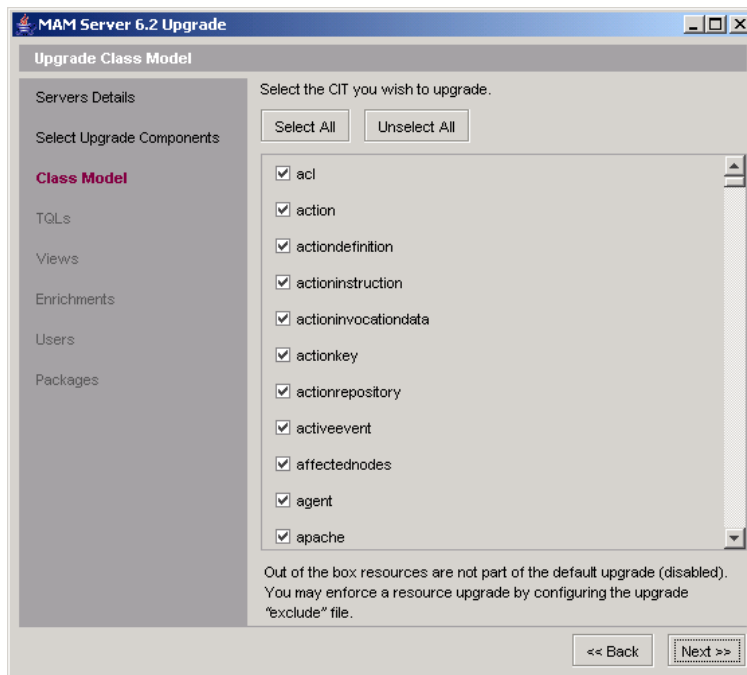 MAM Server 6.2 Upgrade
Upgrade Class Model
Servers Details
Select Upgrade Components
Class Model
TQLs
Views
Enrichments
Users
Packages
Select the CIT you wish to upgrade.
Select All
Unselect All
acl
action
actiondefinition
actioninstruction
actioninvocationdata
actionkey
actionrepository
activeevent
affectednodes
agent
apache
Out of the box resources are not part of the default upgrade (disabled).
You may enforce a resource upgrade by configuring the upgrade
"exclude" file.
<< Back
Next >>